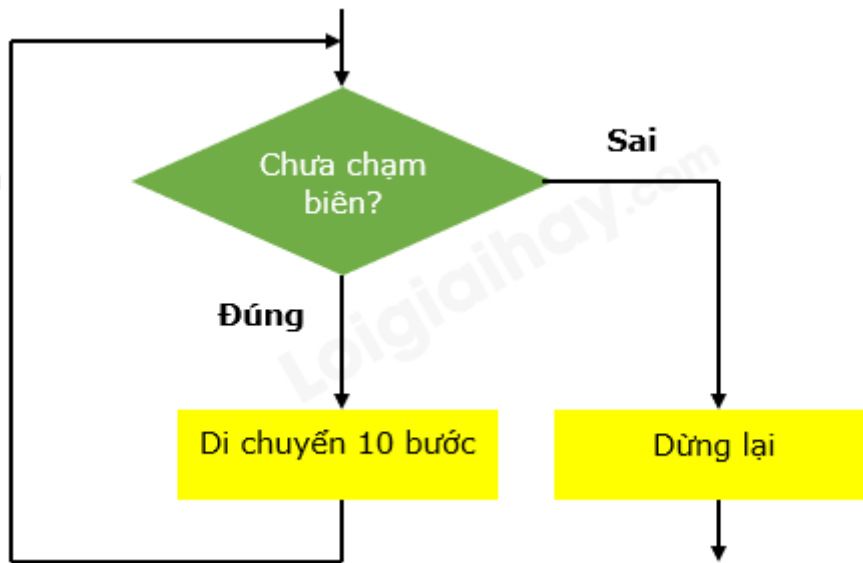 Chưa chạm
biên?
Sai
Đúng
Di chuyển 10 bước
Dừng lại
Loigiaihay.com